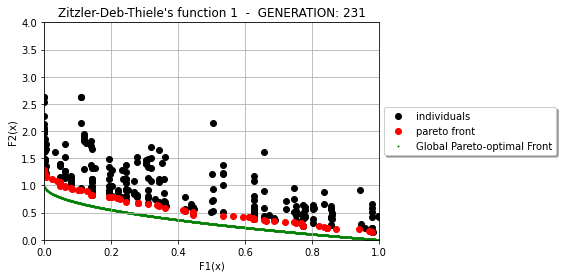 Zitzler-Deb-Thiele's function 1 - GENERATION: 231
4.0
3.5
3.0
2.5
2.0
1.5
1.0
0.5
0.0
F2(x)
0.0 0.2 0.4 0.6 0.8 1.0
F1(x)
individuals
pareto front
Global Pareto-optimal Front